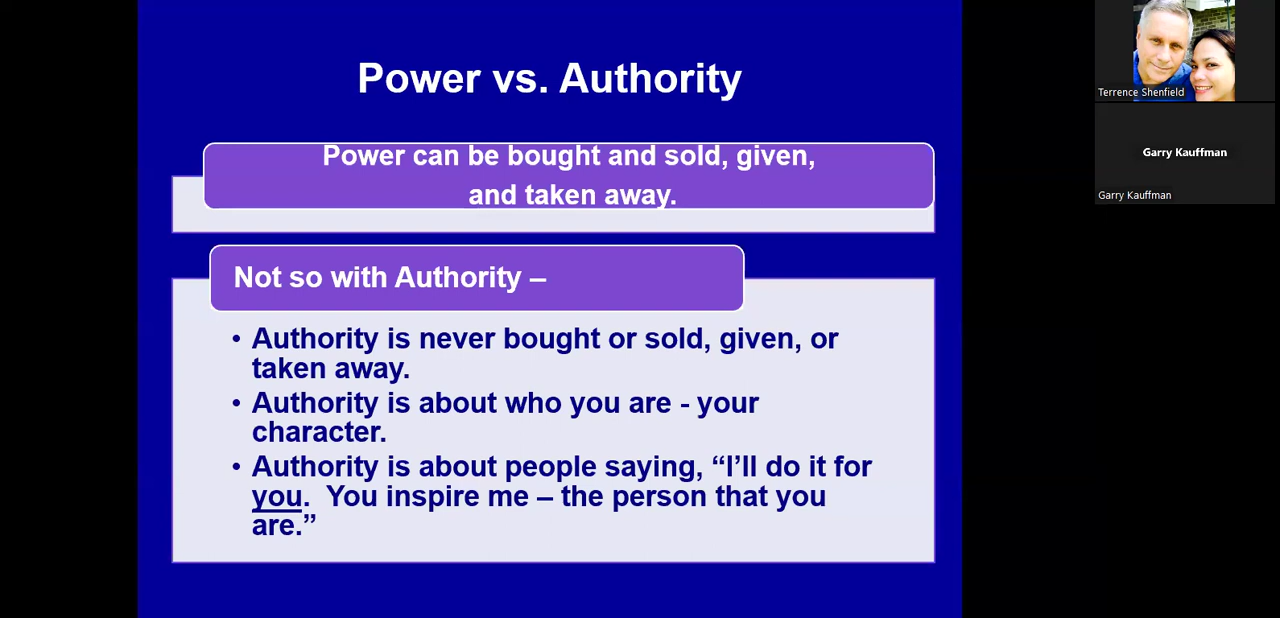 Power vs. Authority
Power can be bought and sold, given,
and taken away.
Not so with Authority –
• Authority is never bought or sold, given, or
taken away.
• Authority is about who you are - your
character.
• Authority is about people saying, “I’ll do it for
you.  You inspire me – the person that you
are.”
Terrence Shenfield
Garry Kauffman
Garry Kauffman